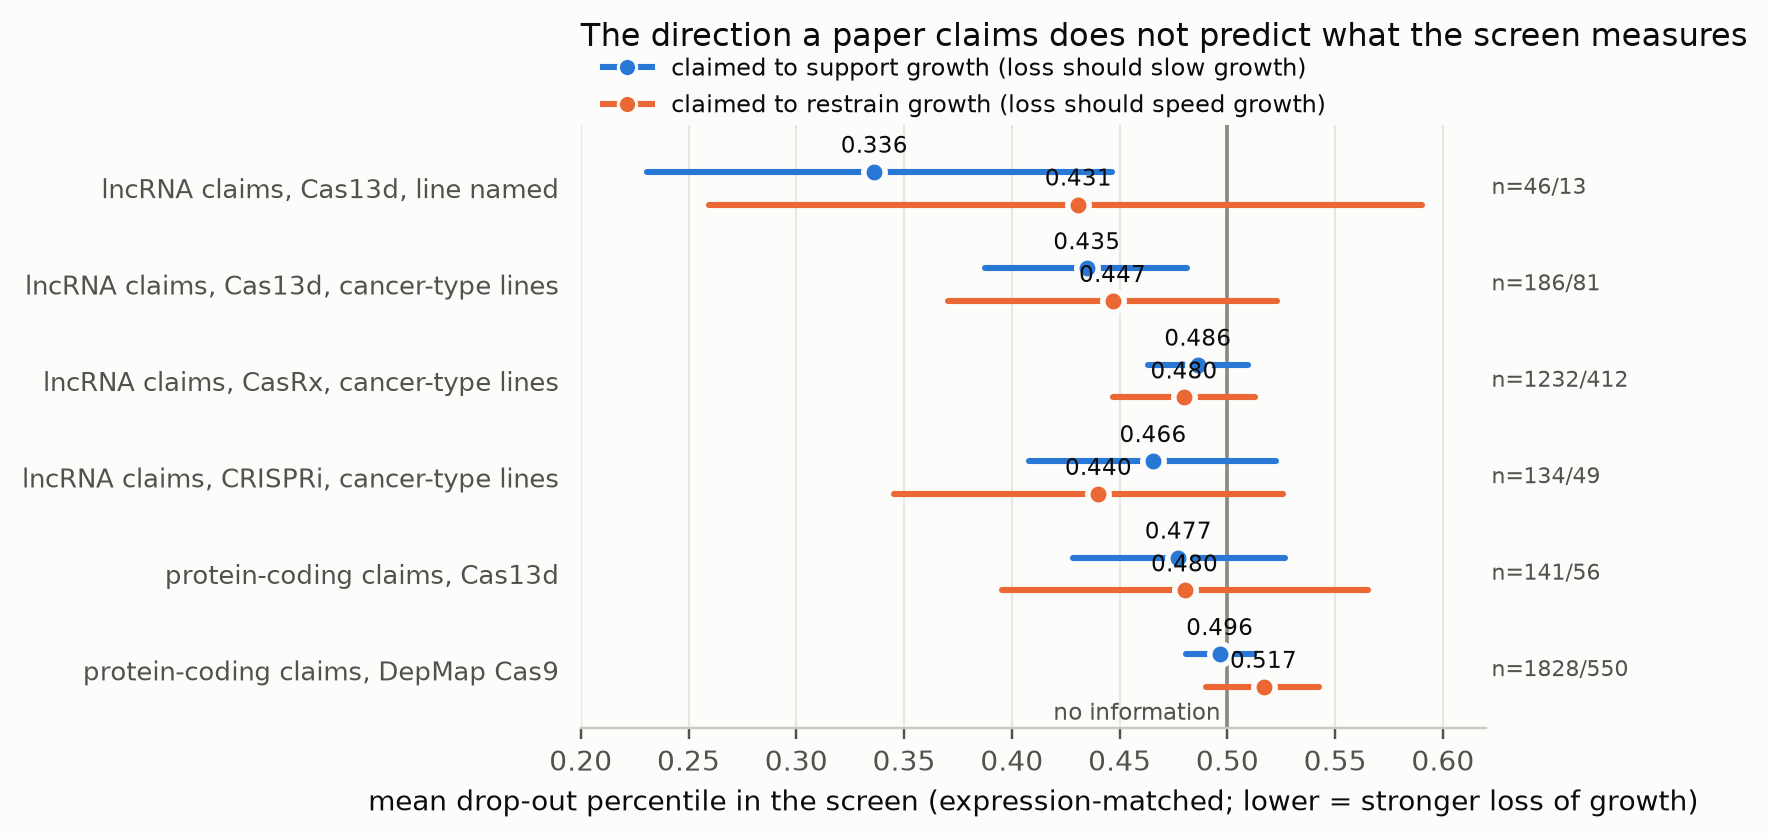 The direction a paper claims does not predict what the screen measures
claimed to support growth (loss should slow growth)
claimed to restrain growth (loss should speed growth)
0.336
lncRNA claims, Cas13d, line named
0.431
n=46/13
0.435
lncRNA claims, Cas13d, cancer-type lines
0.447
n=186/81
0.486
lncRNA claims, CasRx, cancer-type lines
0.480
n=1232/412
0.466
lncRNA claims, CRISPRi, cancer-type lines
0.440
n=134/49
0.477
protein-coding claims, Cas13d
0.480
n=141/56
0.496
protein-coding claims, DepMap Cas9
0.517
n=1828/550
no information
0.20 0.25 0.30 0.35 0.40 0.45 0.50 0.55 0.60
mean drop-out percentile in the screen (expression-matched; lower = stronger loss of growth)